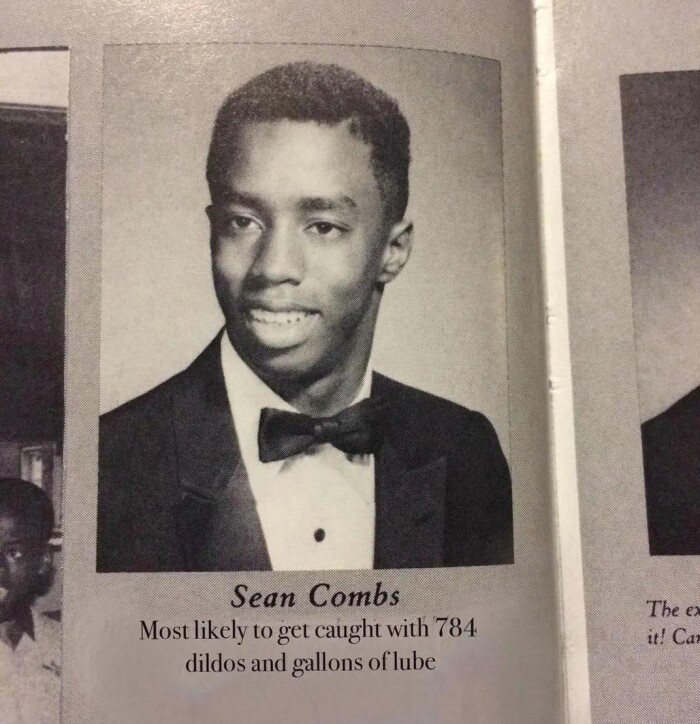 Sean Combs
Most likely to get caught with 784
dildos and gallons of lube
The
it!